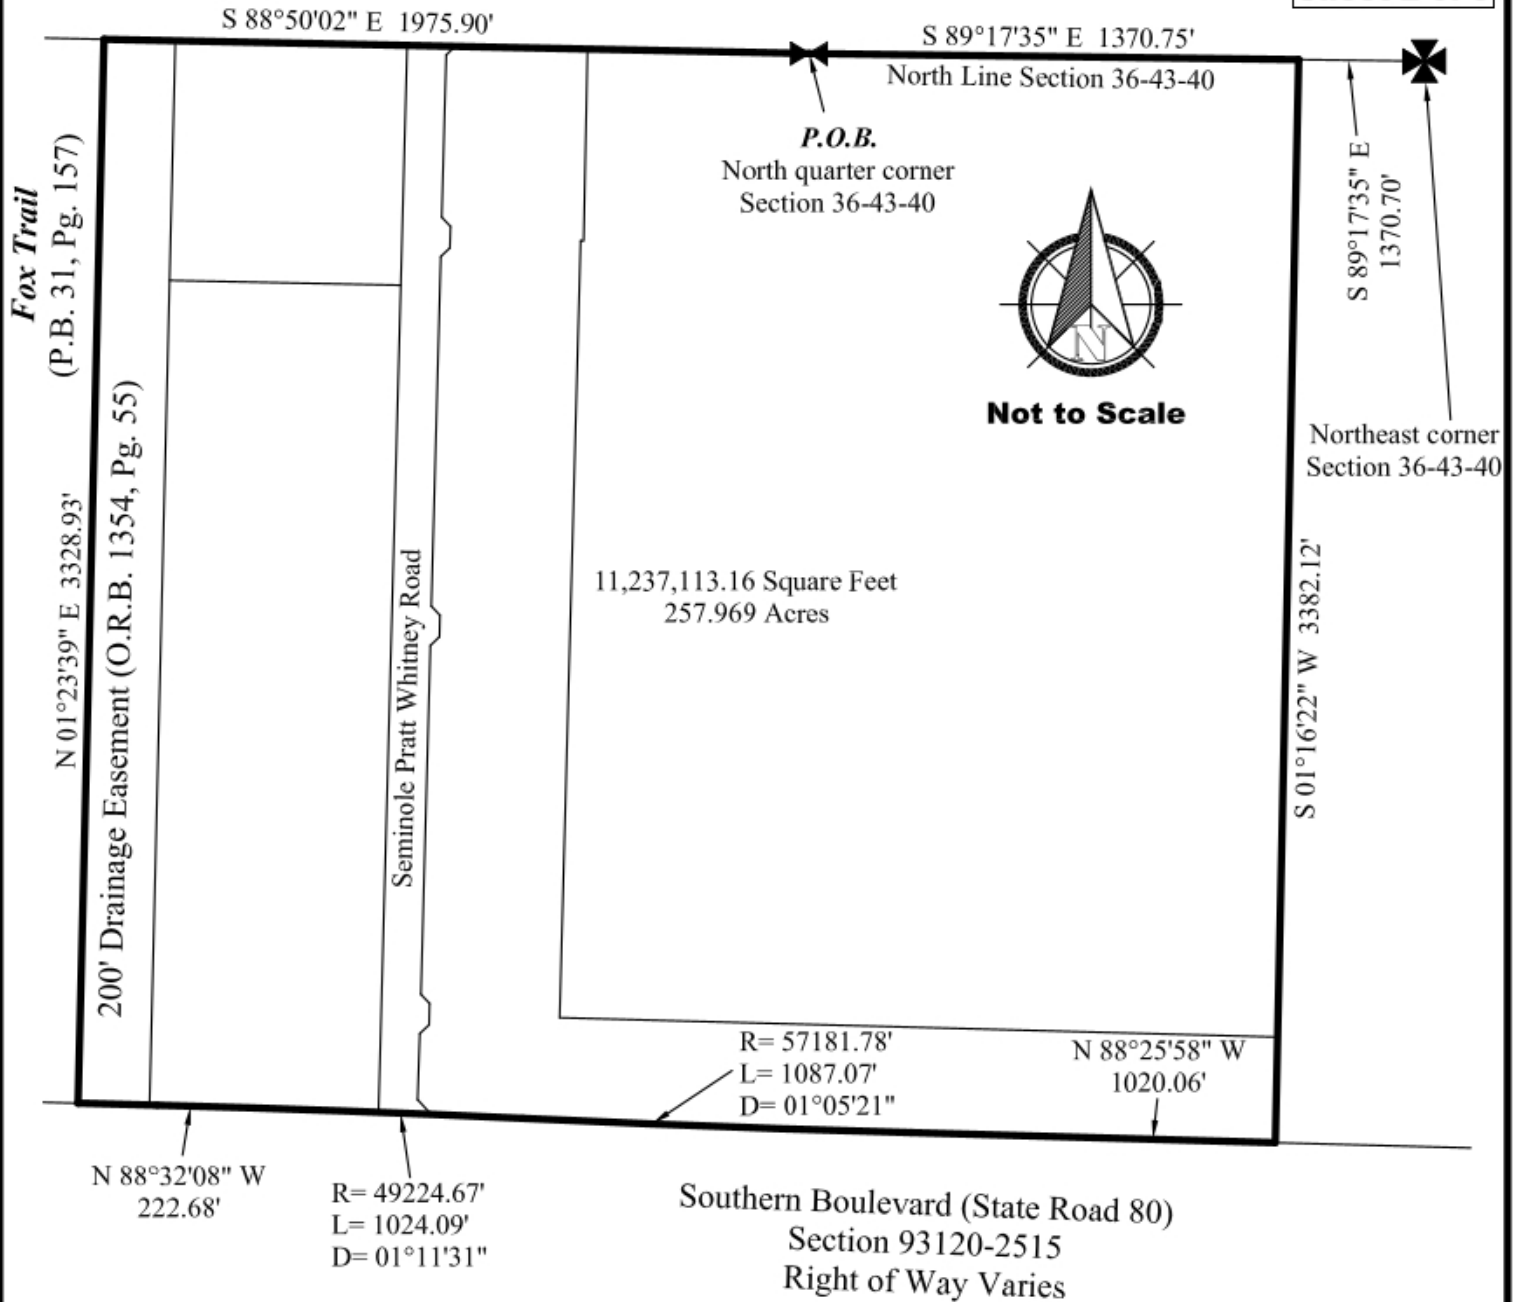 S 88°50'02" E 1975.90'
S 89°17'35" E 1370.75'
North Line Section 36-43-40
P.O.B.
North quarter corner
Section 36-43-40
Fox Trail
(P.B. 31, Pg. 157)
S 89°17'35" E
1370.70'
N
Not to Scale
Northeast corner
Section 36-43-40
200' Drainage Easement (O.R.B. 1354, Pg. 55)
N 01°23'39" E 3328.93'
Seminole Pratt Whitney Road
11,237,113.16 Square Feet
257.969 Acres
S 01°16'22" W 3382.12'
R= 57181.78'
L= 1087.07'
D= 01°05'21"
N 88°25'58" W
1020.06'
N 88°32'08" W
222.68'
R= 49224.67'
L= 1024.09'
D= 01°11'31"
Southern Boulevard (State Road 80)
Section 93120-2515
Right of Way Varies